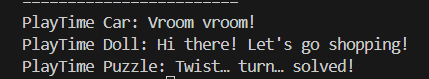 -------------------------
PlayTime Car: Vroom vroom!
PlayTime Doll: Hi there! Let's go shopping!
PlayTime Puzzle: Twist… turn… solved!